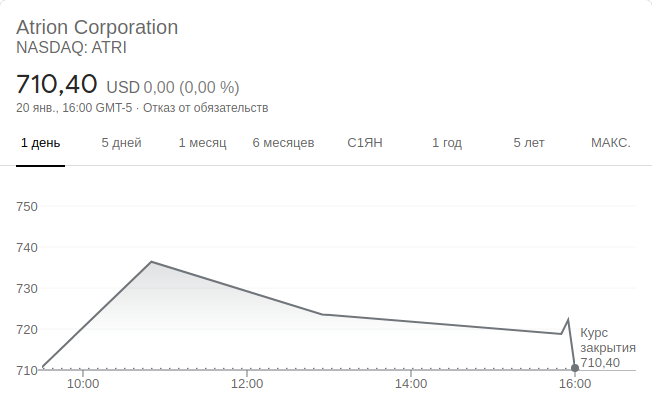 Atrion Corporation
NASDAQ: ATRI
710,40 USD 0,00 (0,00 %)
20 янв., 16:00 GMT-5 · Отказ от обязательств
1 день 5 дней 1 месяц 6 месяцев С1ЯН 1 год 5 лет МАКС.
750
740
730
720
Курс
закрытия
710,40
710
10:00 12:00 14:00 16:00